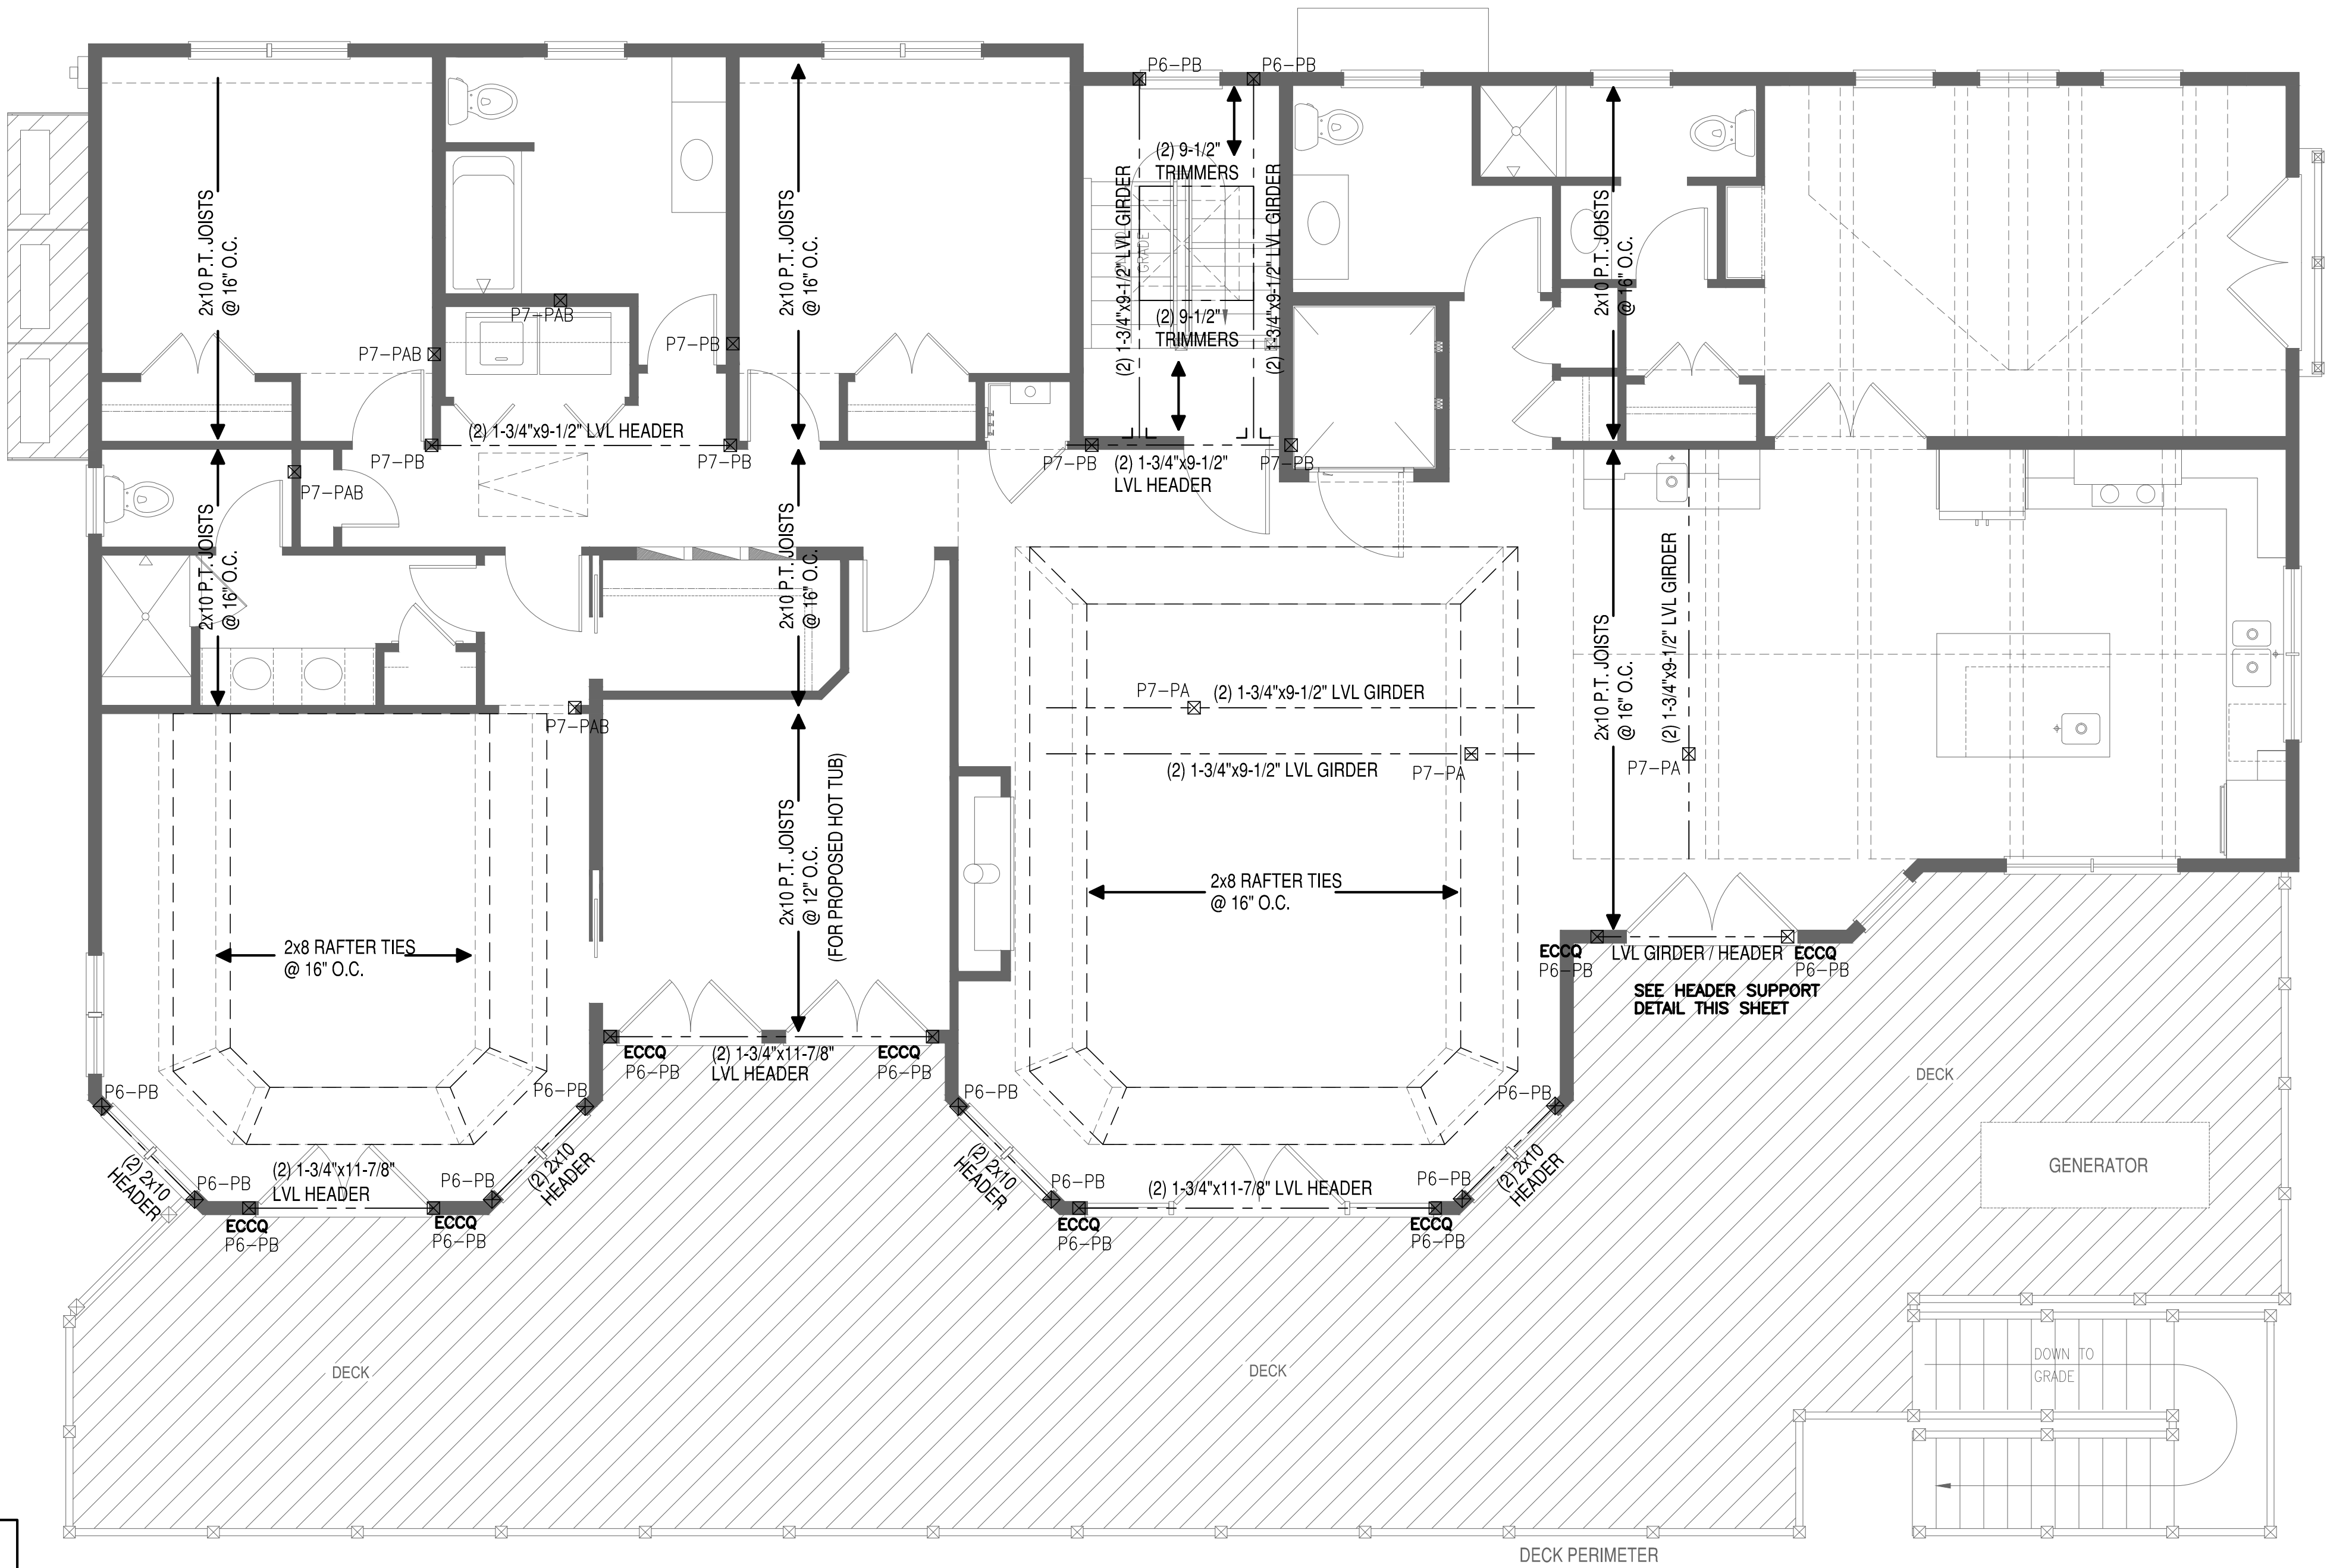 P6-PB
P6-PB
2x10 P.T. JOISTS
@ 16" O.C.
2x10 P.T. JOISTS
@ 16" O.C.
(2) 9-1/2"
TRIMMERS
(2) 1-3/4"x9-1/2" LVL GIRDER
GRADE
(2) 1-3/4"x9-1/2" LVL GIRDER
(2) 9-1/2"
TRIMMERS
2x10 P.T. JOISTS
@ 16" O.C.
P7-PAB
P7-PAB
P7-PB
(2) 1-3/4"x9-1/2" LVL HEADER
P7-PB
P7-PB
P7-PB
(2) 1-3/4"x9-1/2"
LVL HEADER
P7-PB
P7-PAB
2x10 P.T. JOISTS
@ 16" O.C.
2x10 P.T. JOISTS
@ 16" O.C.
2x10 P.T. JOISTS
@ 16" O.C.
(2) 1-3/4"x9-1/2" LVL GIRDER
P7-PAB
P7-PA
(2) 1-3/4"x9-1/2" LVL GIRDER
(2) 1-3/4"x9-1/2" LVL GIRDER
P7-PA
P7-PA
2x10 P.T. JOISTS
@ 12" O.C.
(FOR PROPOSED HOT TUB)
2x8 RAFTER TIES
@ 16" O.C.
2x8 RAFTER TIES
@ 16" O.C.
ECCQ
P6-PB
LVL GIRDER / HEADER
ECCQ
P6-PB
SEE HEADER SUPPORT
DETAIL THIS SHEET
ECCQ
P6-PB
(2) 1-3/4"x11-7/8"
LVL HEADER
ECCQ
P6-PB
P6-PB
P6-PB
P6-PB
P6-PB
DECK
(2) 2x10
HEADER
P6-PB
(2) 1-3/4"x11-7/8"
LVL HEADER
P6-PB
(2) 2x10
HEADER
(2) 2x10
HEADER
P6-PB
(2) 1-3/4"x11-7/8" LVL HEADER
P6-PB
(2) 2x10
HEADER
GENERATOR
ECCQ
P6-PB
ECCQ
P6-PB
ECCQ
P6-PB
ECCQ
P6-PB
DECK
DECK
DOWN TO
GRADE
DECK PERIMETER